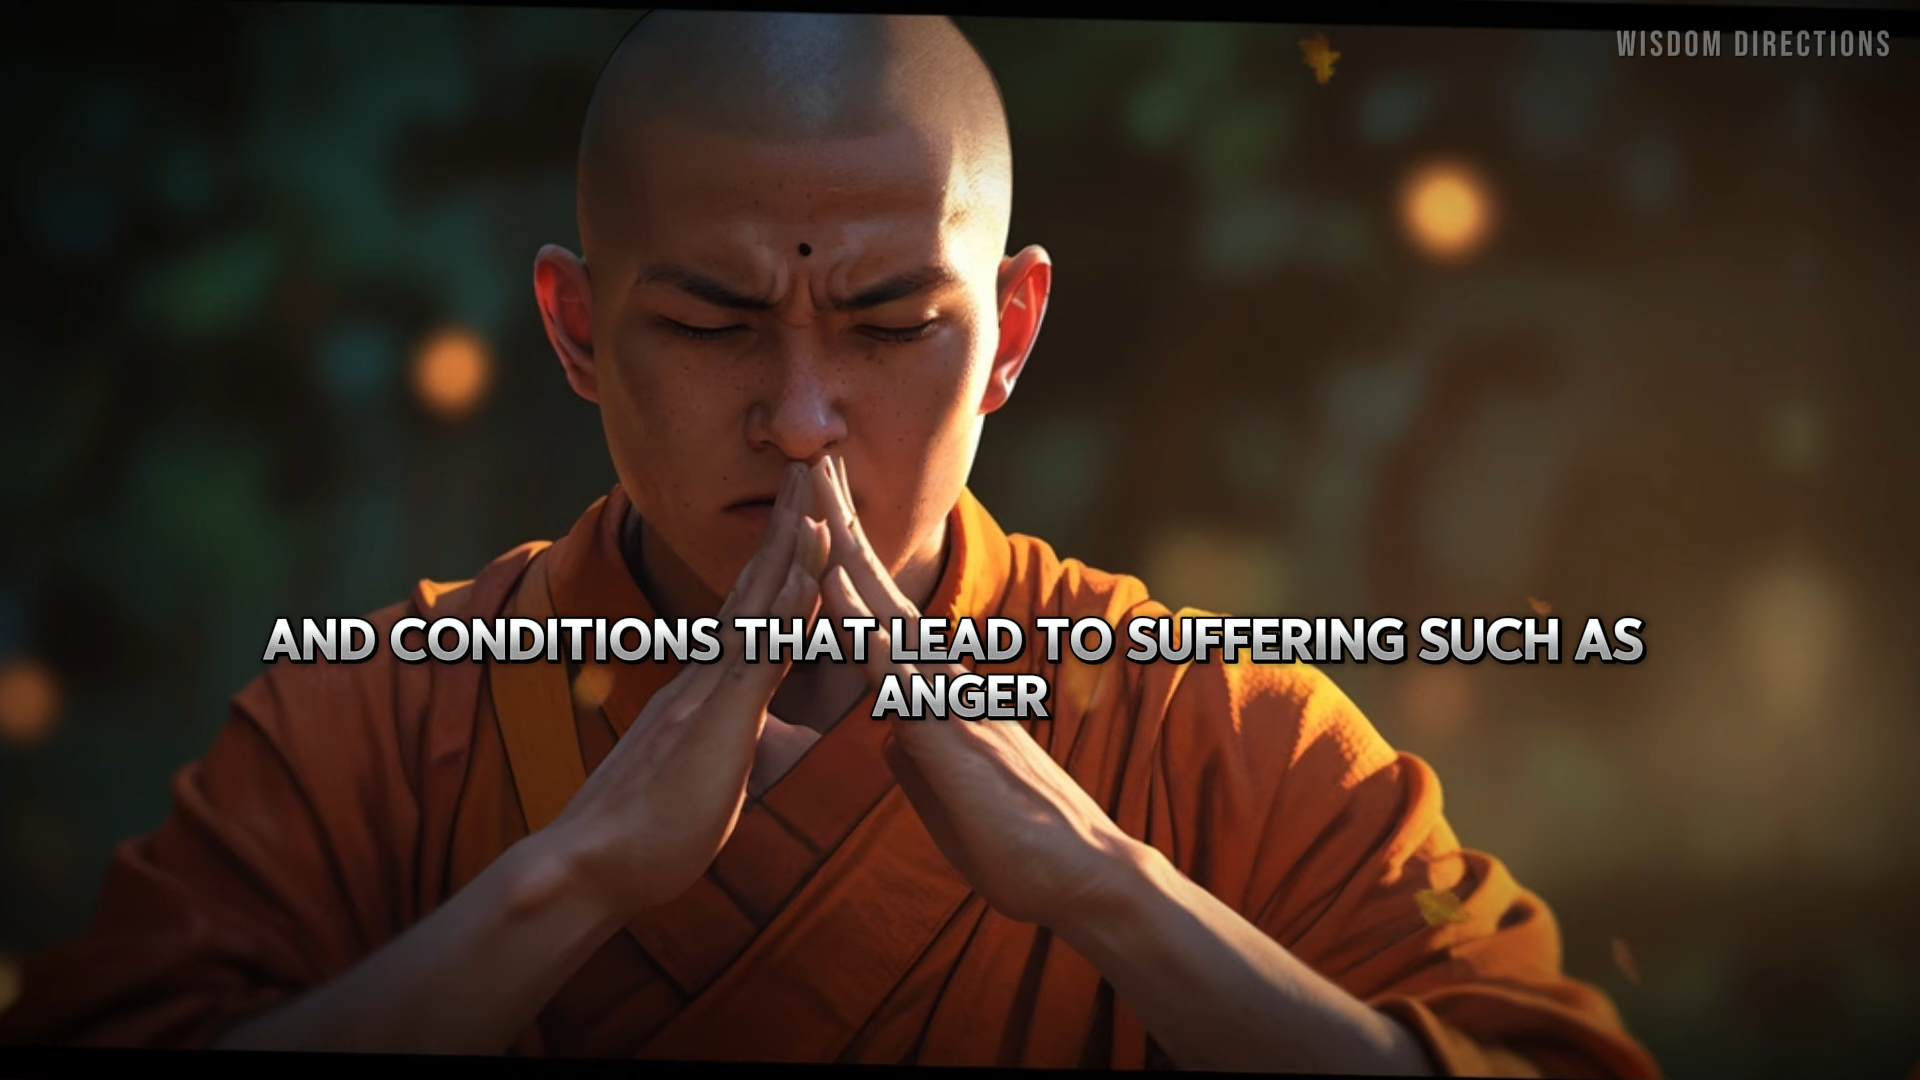 WISDOM DIRECTIONS
AND CONDITIONS THAT LEAD TO SUFFERING SUCH AS
ANGER